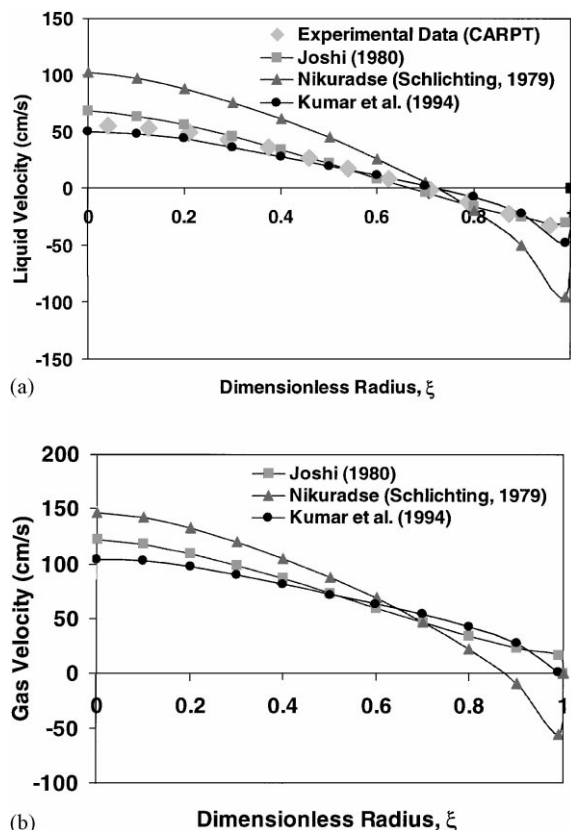 150
100
50
0
-50
-100
-150
Liquid Velocity (cm/s)
Experimental Data (CARPT)
Joshi (1980)
Nikuradse (Schlichting, 1979)
Kumar et al. (1994)
0 0.2 0.4 0.6 0.8 1
(a) Dimensionless Radius, ξ
200
150
100
50
0
-50
-100
Gas Velocity (cm/s)
Joshi (1980)
Nikuradse (Schlichting, 1979)
Kumar et al. (1994)
0 0.2 0.4 0.6 0.8 1
(b) Dimensionless Radius, ξ